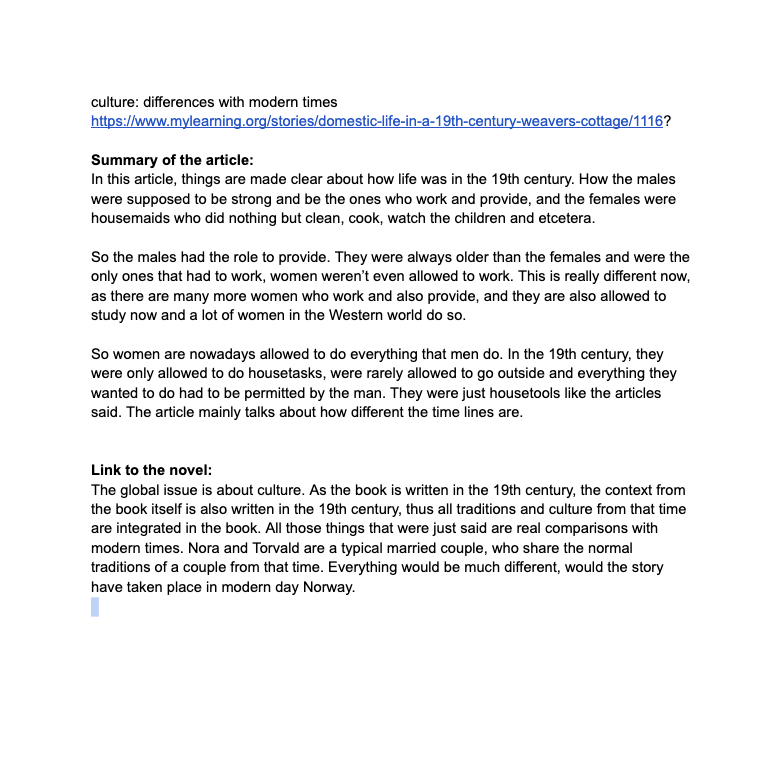 culture: differences with modern times
https://www.mylearning.org/stories/domestic-life-in-a-19th-century-weavers-cottage/1116?
Summary of the article:
In this article, things are made clear about how life was in the 19th century. How the males
were supposed to be strong and be the ones who work and provide, and the females were
housemaids who did nothing but clean, cook, watch the children and etcetera.
So the males had the role to provide. They were always older than the females and were the
only ones that had to work, women weren't even allowed to work. This is really different now,
as there are many more women who work and also provide, and they are also allowed to
study now and a lot of women in the Western world do so.
So women are nowadays allowed to do everything that men do. In the 19th century, they
were only allowed to do housetasks, were rarely allowed to go outside and everything they
wanted to do had to be permitted by the man. They were just housetools like the articles
said. The article mainly talks about how different the time lines are.
Link to the novel:
The global issue is about culture. As the book is written in the 19th century, the context from
the book itself is also written in the 19th century, thus all traditions and culture from that time
are integrated in the book. All those things that were just said are real comparisons with
modern times. Nora and Torvald are a typical married couple, who share the normal
traditions of a couple from that time. Everything would be much different, would the story
have taken place in modern day Norway.